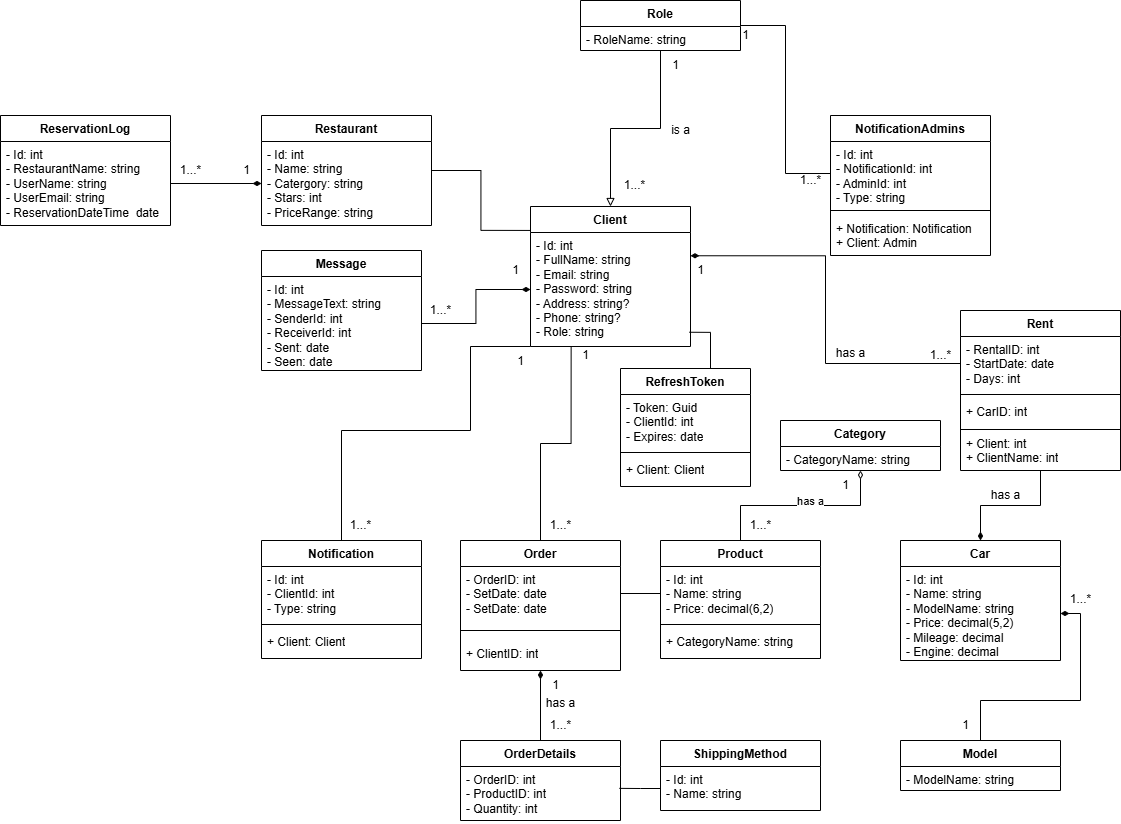 Role
- RoleName: string
1
1
is a
1...*
1...*
NotificationAdmins
- Id: int
- NotificationId: int
- AdminId: int
- Type: string
+ Notification: Notification
+ Client: Admin
ReservationLog
- Id: int
- RestaurantName: string
- UserName: string
- UserEmail: string
- ReservationDateTime  date
1...*
1
Restaurant
- Id: int
- Name: string
- Catergory: string
- Stars: int
- PriceRange: string
Client
- Id: int
- FullName: string
- Email: string
- Password: string
- Address: string?
- Phone: string?
- Role: string
Message
- Id: int
- MessageText: string
- SenderId: int
- ReceiverId: int
- Sent: date
- Seen: date
1
1...*
1
has a
1...*
Rent
- RentalID: int
- StartDate: date
- Days: int
+ CarID: int
+ Client: int
+ ClientName: int
1
1
RefreshToken
- Token: Guid
- ClientId: int
- Expires: date
+ Client: Client
Category
- CategoryName: string
1
has a
1...*
has a
1...*
1...*
Notification
- Id: int
- ClientId: int
- Type: string
+ Client: Client
Order
- OrderID: int
- SetDate: date
- SetDate: date
+ ClientID: int
Product
- Id: int
- Name: string
- Price: decimal(6,2)
+ CategoryName: string
Car
- Id: int
- Name: string
- ModelName: string
- Price: decimal(5,2)
- Mileage: decimal
- Engine: decimal
1...*
1
1
has a
1...*
OrderDetails
- OrderID: int
- ProductID: int
- Quantity: int
ShippingMethod
- Id: int
- Name: string
Model
- ModelName: string